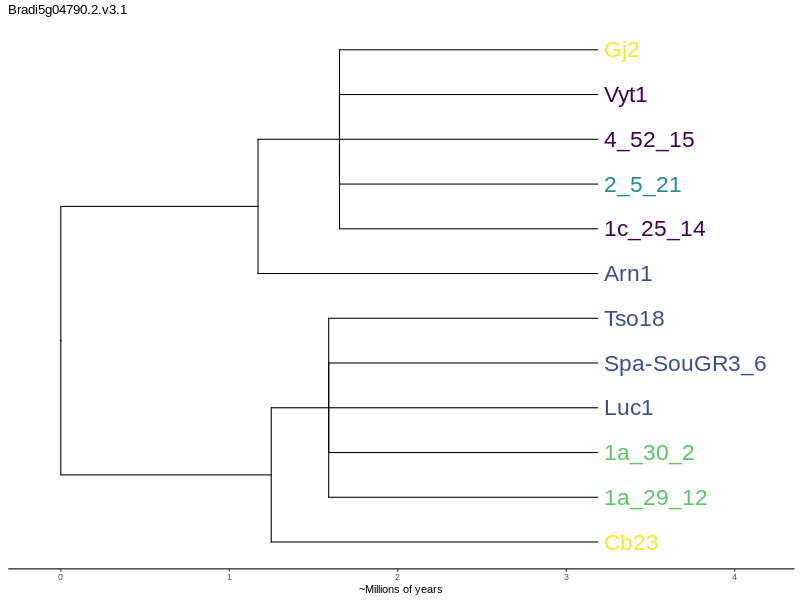 Bradi5g04790.2.v3.1
Gj2
Vyt1
4_52_15
2_5_21
1c_25_14
Arn1
Tso18
Spa-SouGR3_6
Luc1
1a_30_2
1a_29_12
Cb23
0 1 2 3 4
~Millions of years